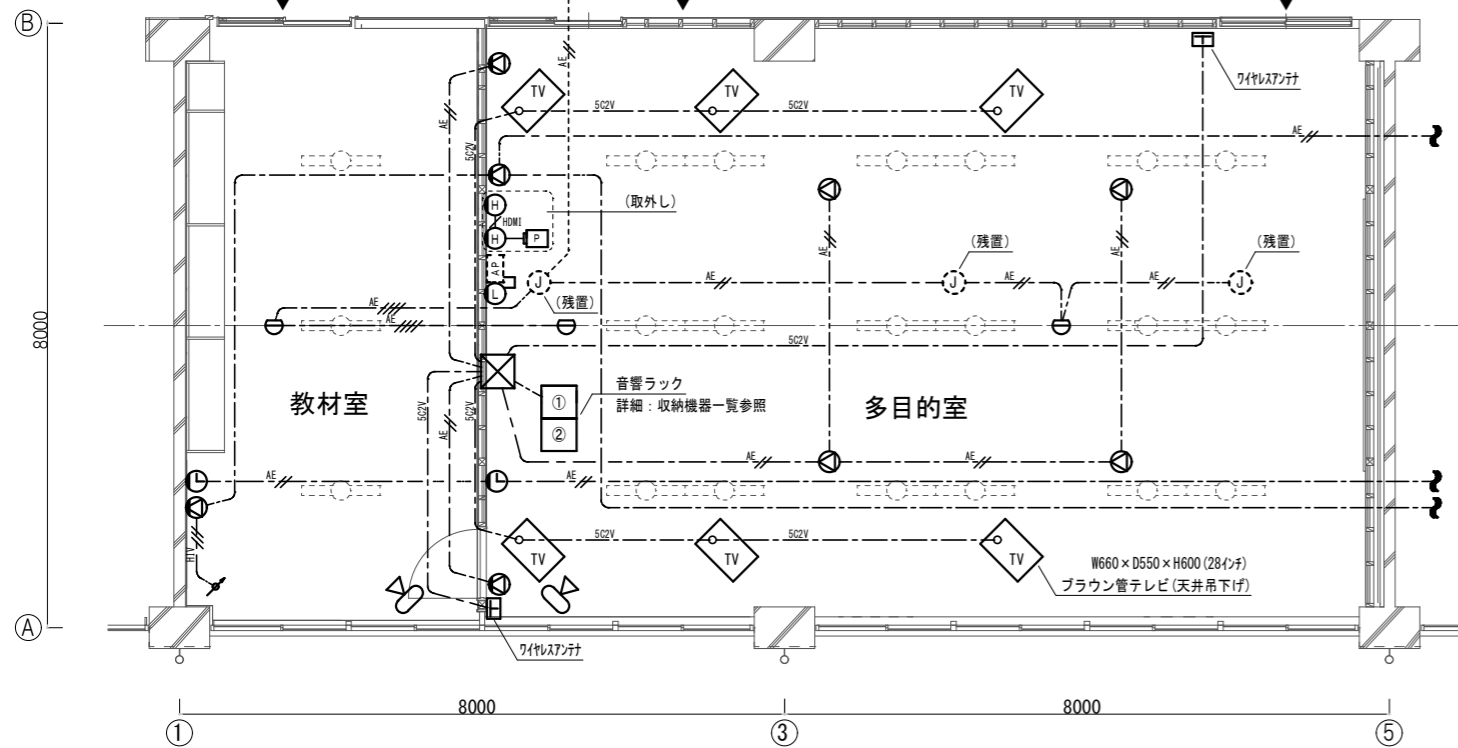 Ⓑ
AE
ワイヤレスアンテナ
TV
TV
TV
5C2V
5C2V
AE
5C2V
AE
H
(取外し)
HDMI
H
P
AE
AE
(残置)
(残置)
AP
J
AE
J
AE
AE
J
L
(残置)
AE
AE
5C2V
8000
教材室
音響ラック
詳細：収納機器一覧参照
多目的室
①
②
5C2V
AE
5C2V
AE
AE
AE
AE
HIV
5C2V
5C2V
TV
TV
TV
W660×D550×H600(28インチ)
ブラウン管テレビ(天井吊下げ)
Ⓐ
ワイヤレスアンテナ
8000
8000
①
③
⑤